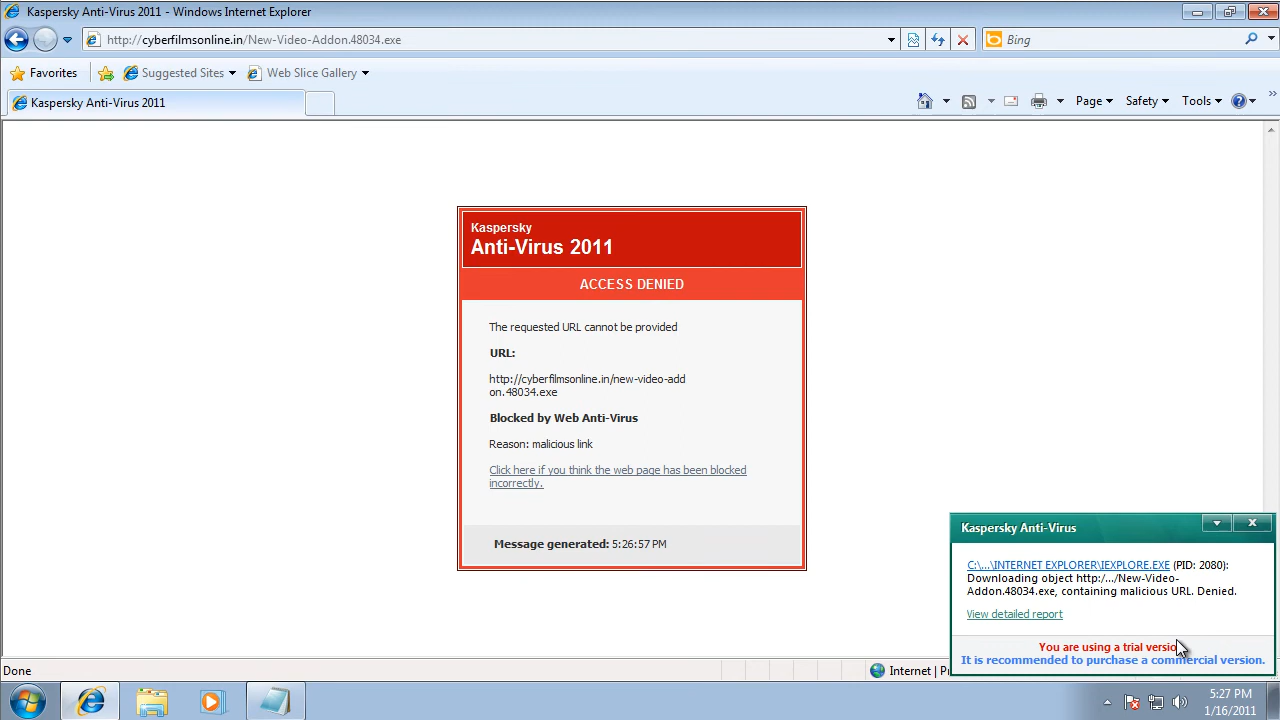 Kaspersky Anti-Virus 2011 - Windows Internet Explorer
http://cyberfilmsonline.in/New-Video-Addon.48034.exe
Bing
Favorites
Suggested Sites
Web Slice Gallery
Kaspersky Anti-Virus 2011
Page
Safety
Tools
Kaspersky
Anti-Virus 2011
ACCESS DENIED
The requested URL cannot be provided
URL:
http://cyberfilmsonline.in/new-video-add
on.48034.exe
Blocked by Web Anti-Virus
Reason: malicious link
Click here if you think the web page has been blocked
incorrectly.
Message generated: 5:26:57 PM
Kaspersky Anti-Virus
C:\...\INTERNET EXPLORER\IEXPLORE.EXE (PID: 2080):
Downloading object http:/.../New-Video-
Addon.48034.exe, containing malicious URL. Denied.
View detailed report
You are using a trial versio
It is recommended to purchase a commercial version.
Done
Internet | P
5:27 PM
1/16/2011